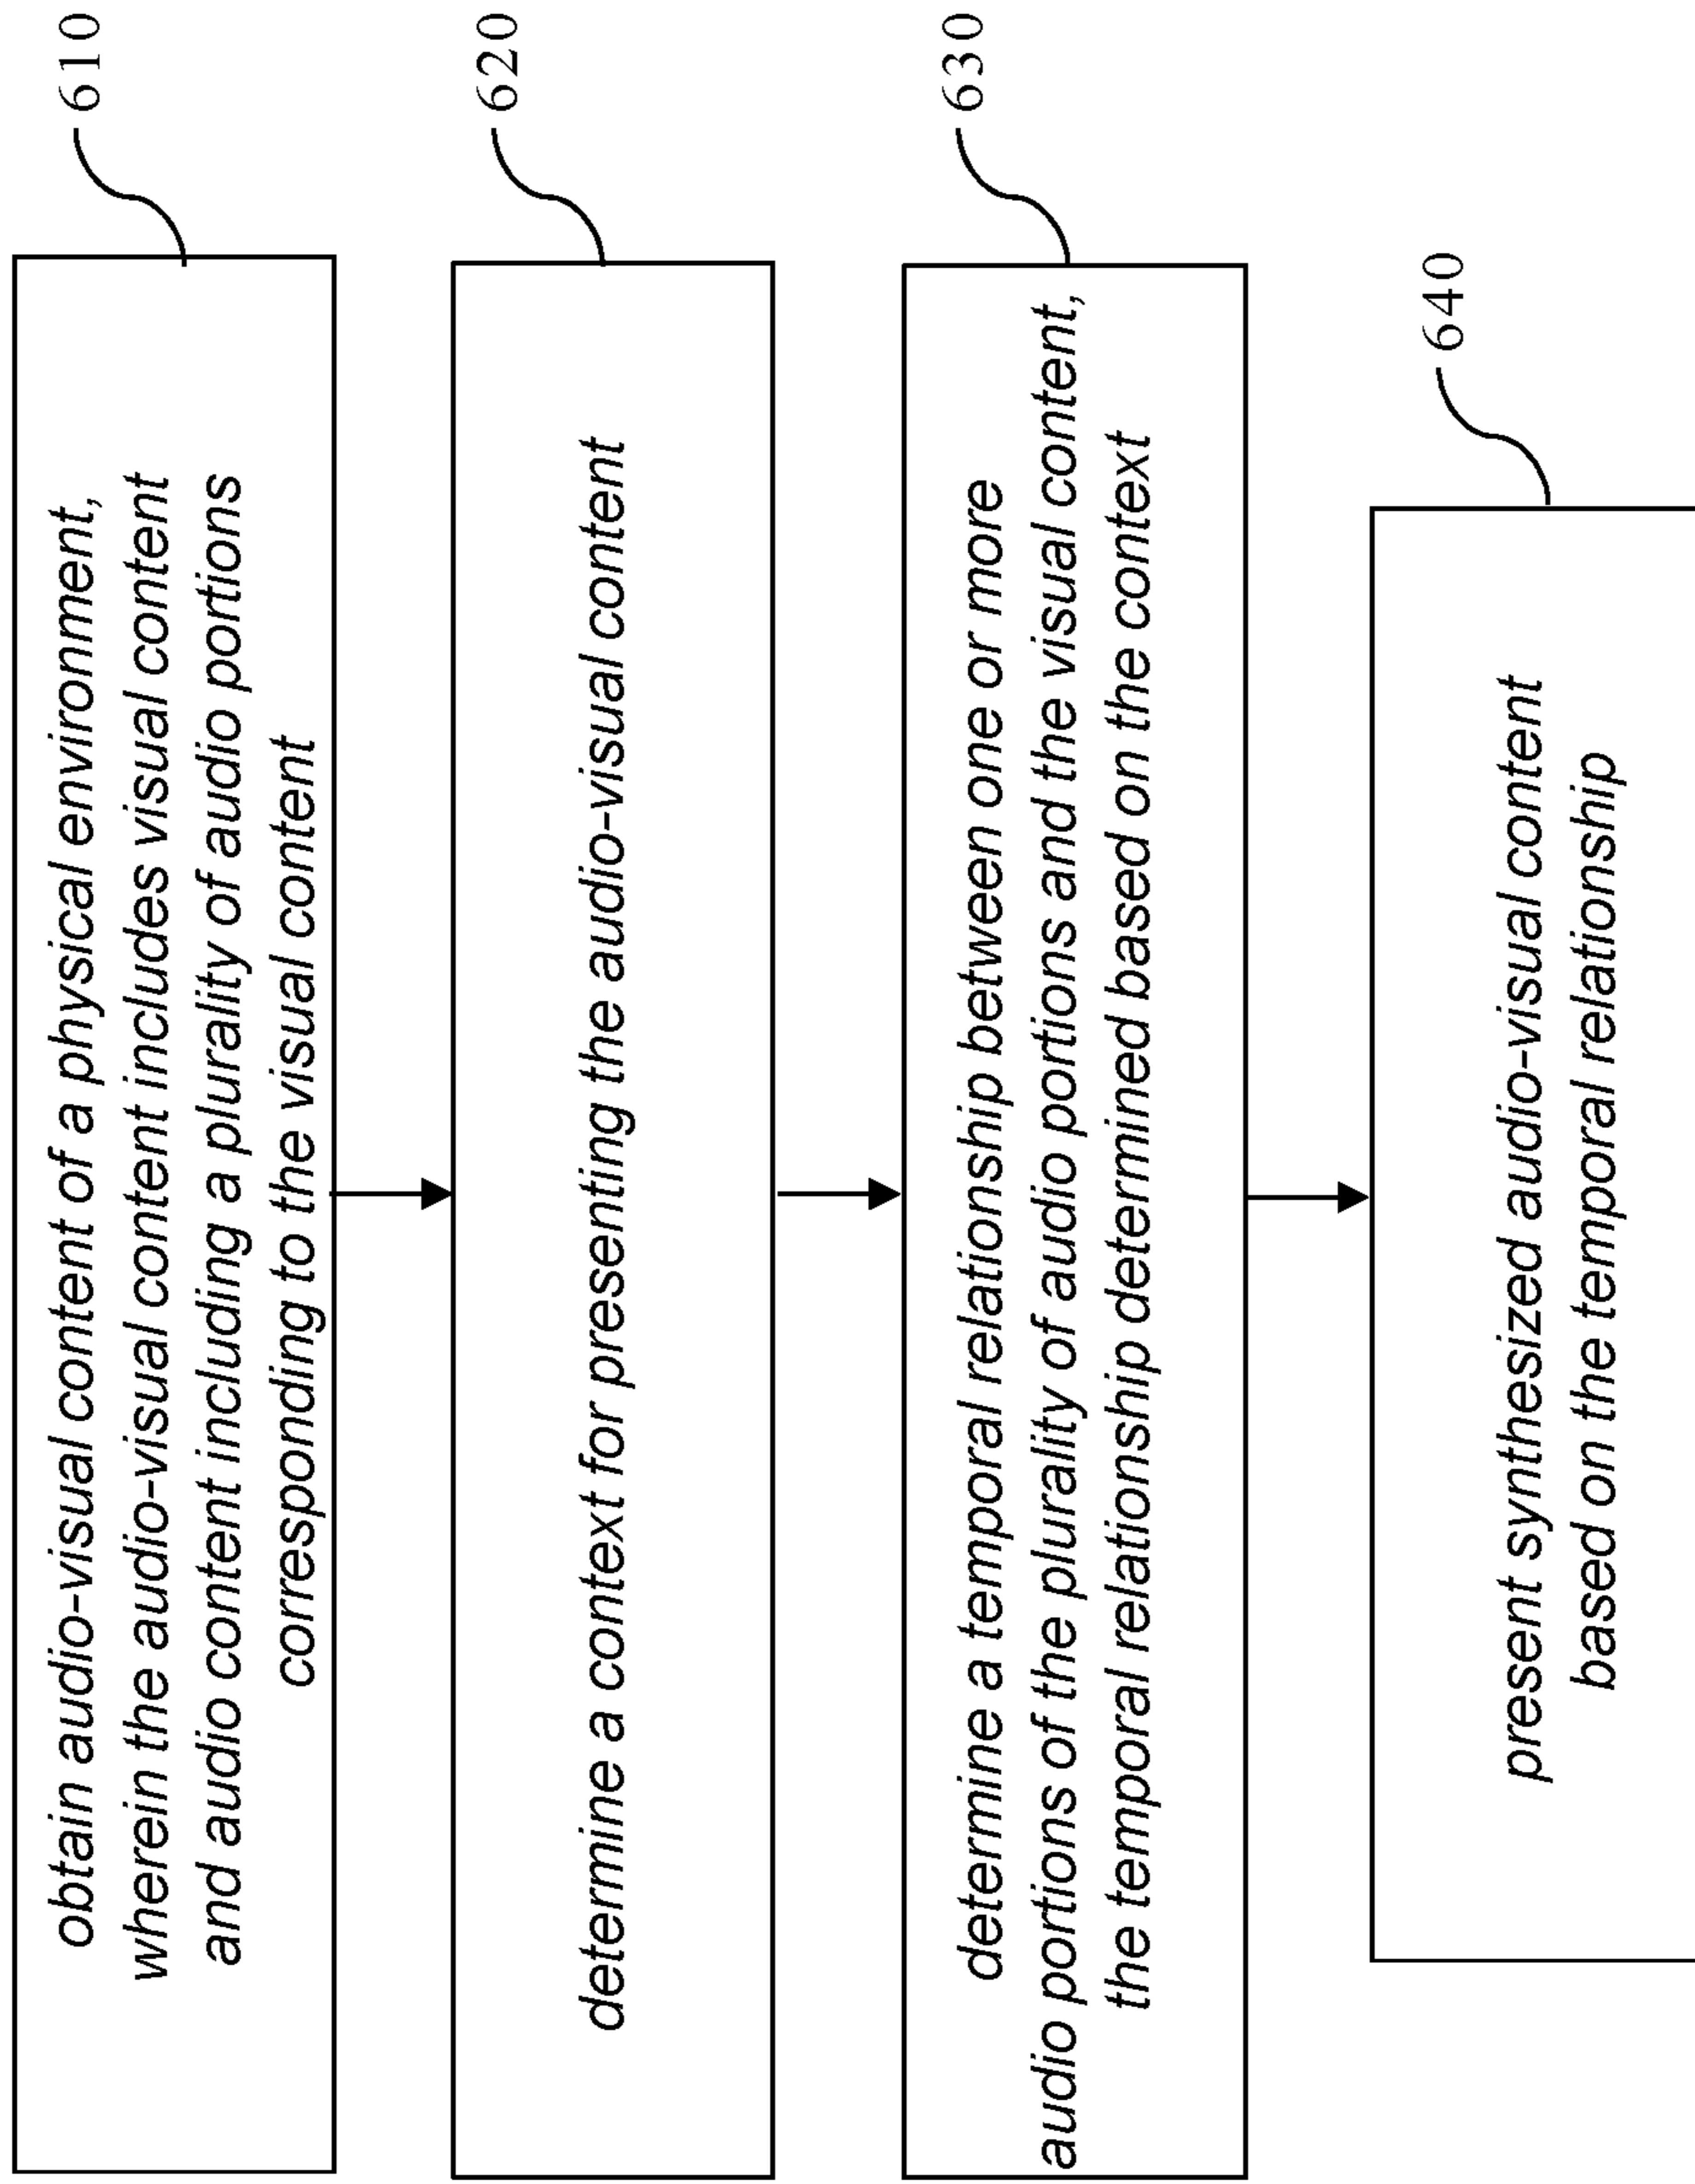 obtain audio-visual content of a physical environment,
wherein the audio-visual content includes visual content
and audio content including a plurality of audio portions
corresponding to the visual content
610
determine a context for presenting the audio-visual content
620
determine a temporal relationship between one or more
audio portions of the plurality of audio portions and the visual content,
the temporal relationship determined based on the context
630
present synthesized audio-visual content
based on the temporal relationship
640